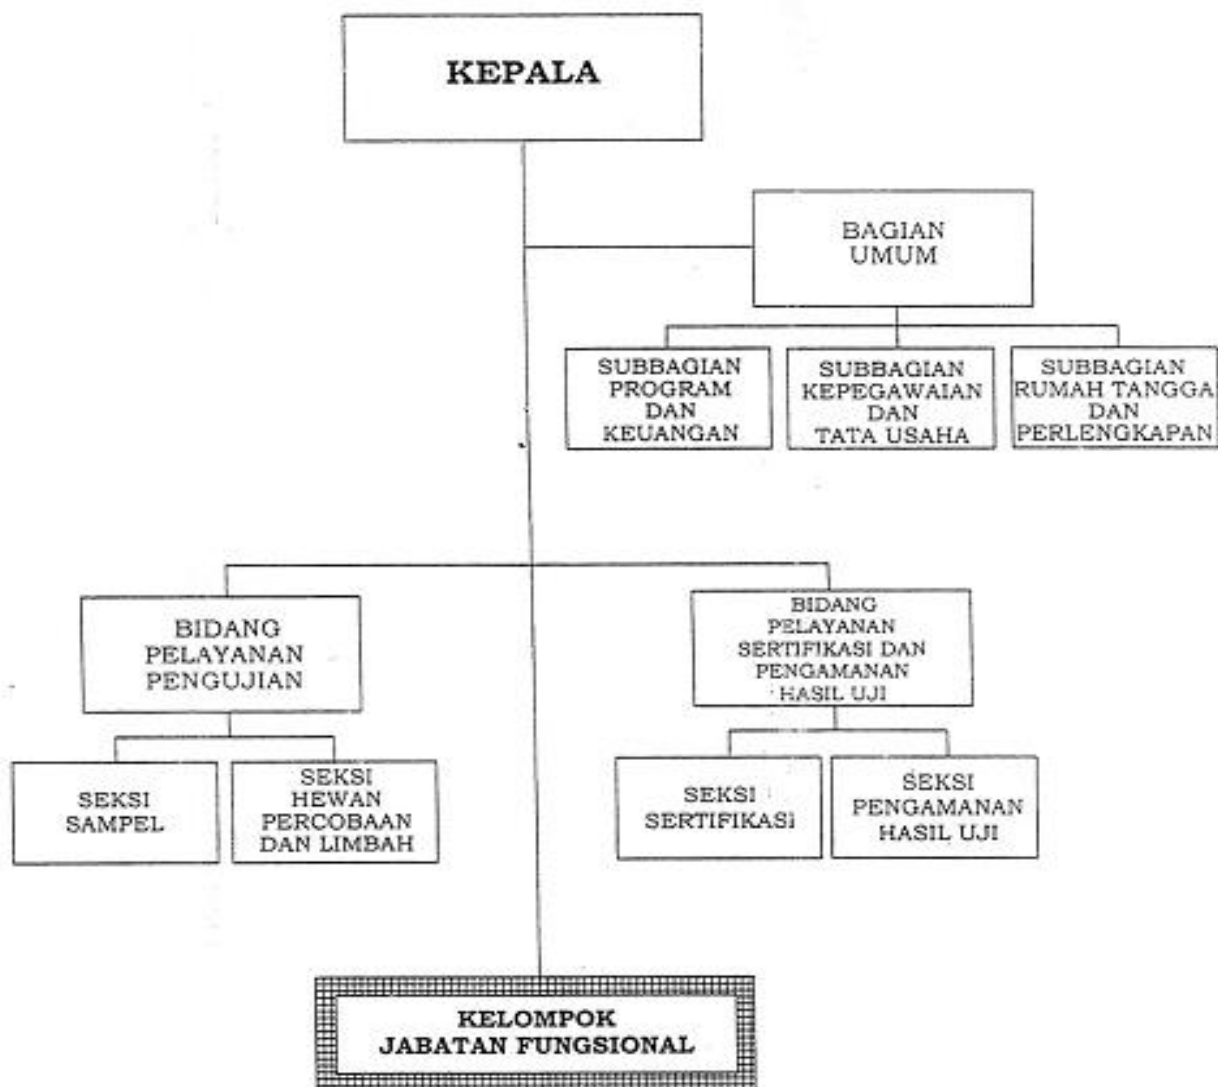 KEPALA
BAGIAN
UMUM
SUBBAGIAN
PROGRAM
DAN
KEUANGAN
SUBBAGIAN
KEPEGAWAIAN
DAN
TATA USAHA
SUBBAGIAN
RUMAH TANGGA
DAN
PERLENGKAPAN
BIDANG
PELAYANAN
PENGUJIAN
BIDANG
PELAYANAN
SERTIFIKASI DAN
PENGAMANAN
HASIL UJI
SEKSI
SAMPEL
SEKSI
HEWAN
PERCOBAAN
DAN LIMBAH
SEKSI
SERTIFIKASI
SEKSI
PENGAMANAN
HASIL UJI
KELOMPOK
JABATAN FUNGSIONAL